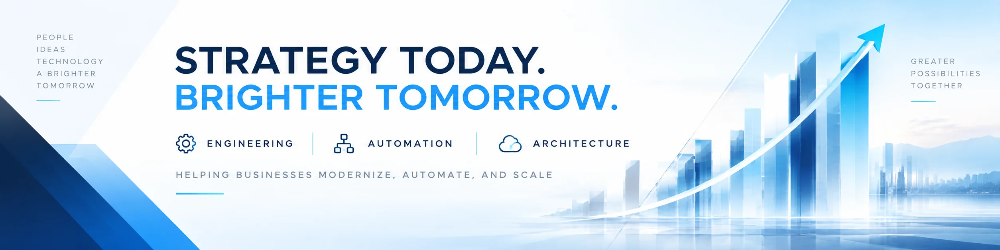 PEOPLE
IDEAS
TECHNOLOGY
A BRIGHTER
TOMORROW
STRATEGY TODAY.
BRIGHTER TOMORROW.
ENGINEERING
AUTOMATION
ARCHITECTURE
HELPING BUSINESSES MODERNIZE, AUTOMATE, AND SCALE
GREATER
POSSIBILITIES
TOGETHER